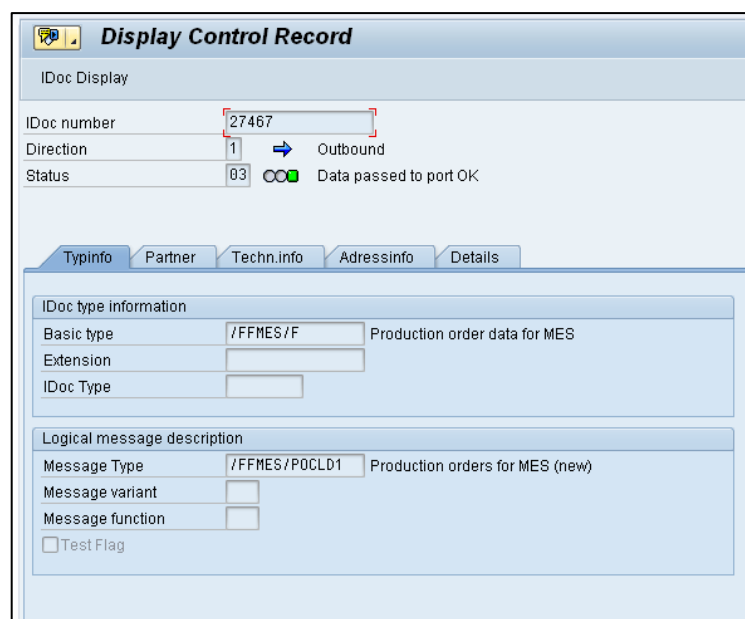 Display Control Record
IDoc Display
IDoc number 27467
Direction 1 Outbound
Status 03 Data passed to port OK
Typinfo Partner Techn.info Adressinfo Details
IDoc type information
Basic type /FFMES/F Production order data for MES
Extension
IDoc Type
Logical message description
Message Type /FFMES/POCLD1 Production orders for MES (new)
Message variant
Message function
Test Flag